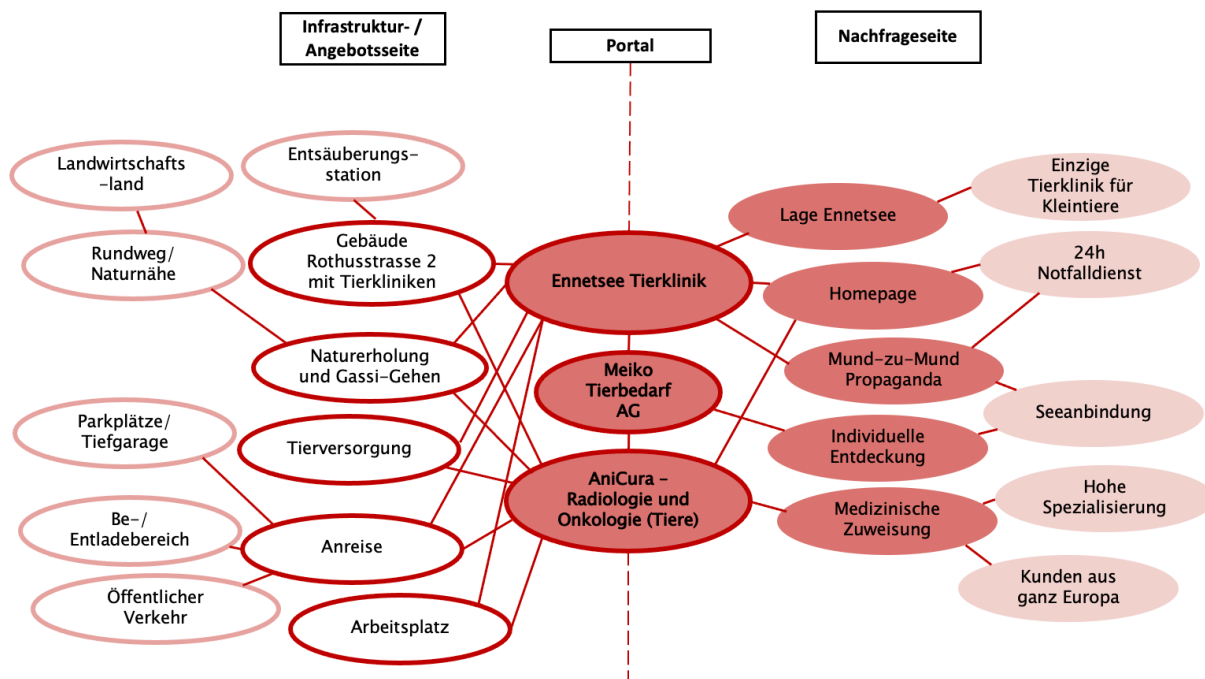 Infrastruktur- /
Angebotsseite
Portal
Nachfrageseite
Landwirtschafts
-land
Rundweg/
Naturnähe
Parkplätze/
Tiefgarage
Be-/
Entladebereich
Öffentlicher
Verkehr
Entsäuberungs-
station
Gebäude
Rothusstrasse 2
mit Tierkliniken
Naturerholung
und Gassi-Gehen
Tierversorgung
Anreise
Arbeitsplatz
Ennetsee Tierklinik
Meiko
Tierbedarf
AG
AniCura -
Radiologie und
Onkologie (Tiere)
Lage Ennetsee
Homepage
Mund-zu-Mund
Propaganda
Individuelle
Entdeckung
Medizinische
Zuweisung
Einzige
Tierklinik für
Kleintiere
24h
Notfalldienst
Seeanbindung
Hohe
Spezialisierung
Kunden aus
ganz Europa